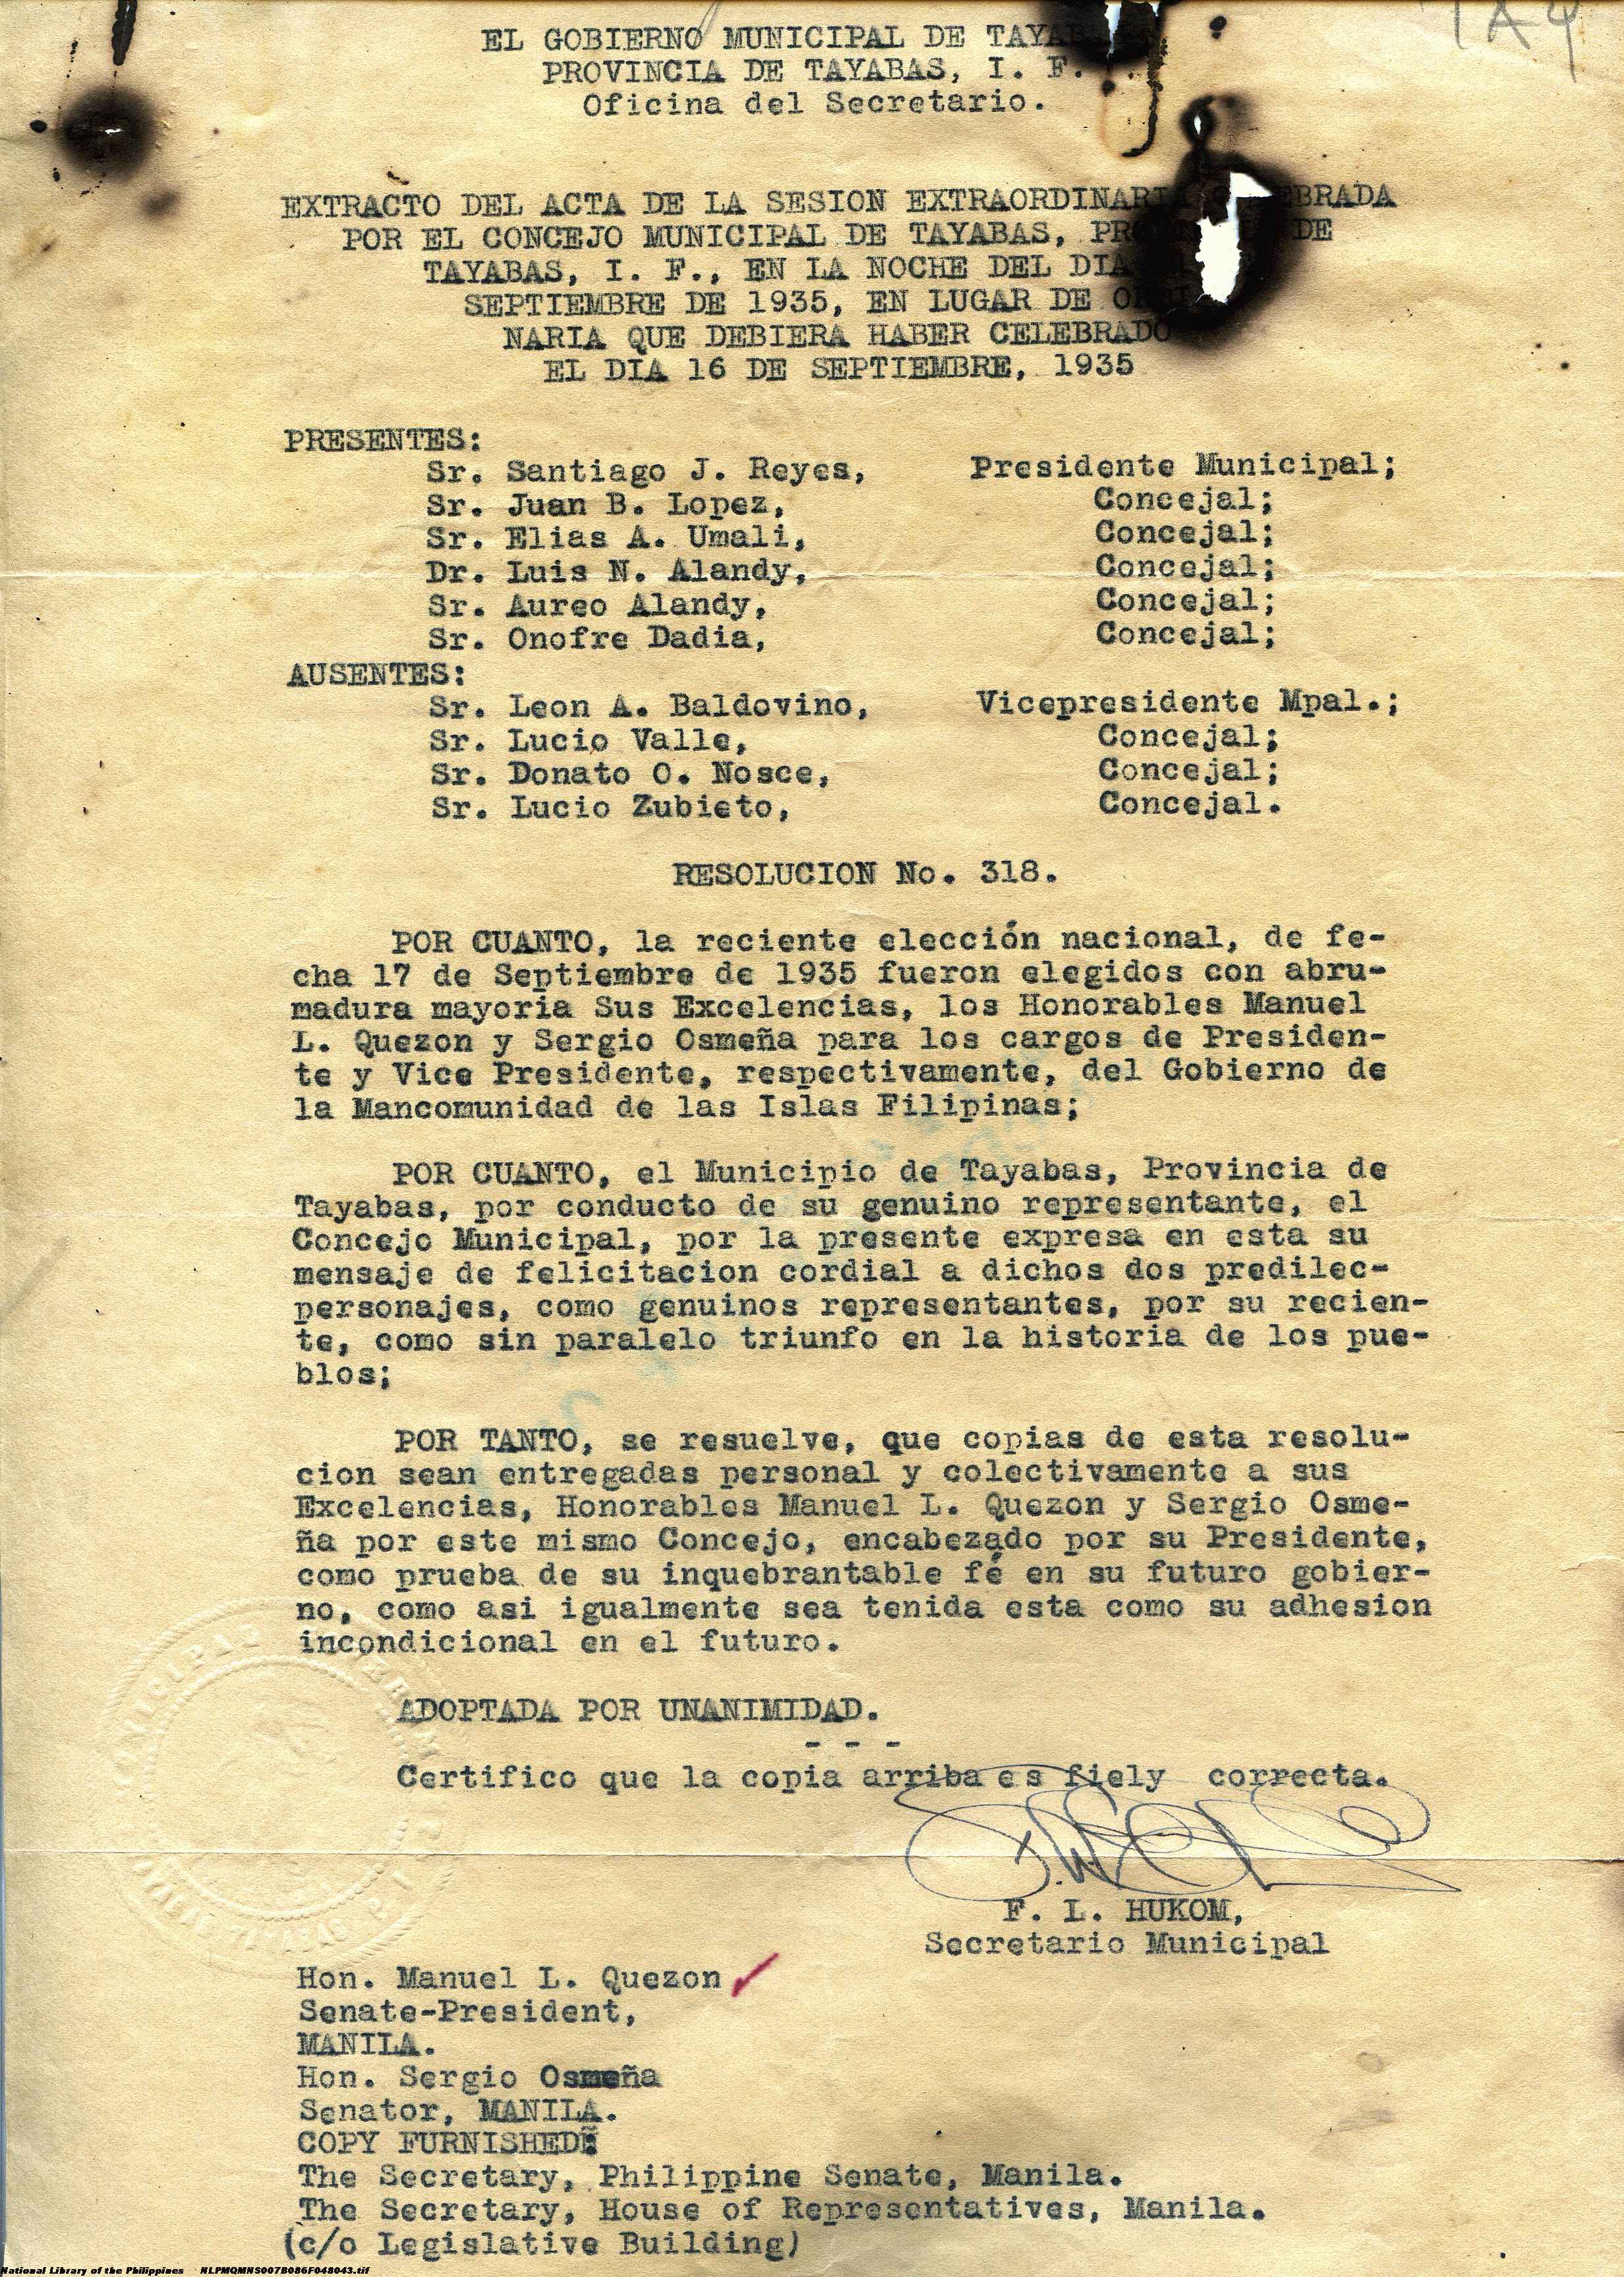 1A4
EL GOBIERNO MUNICIPAL DE
PROVINCIA DE TAYABAS, I. F.
Oficina del Secretario.
EXTRACTO DEL ACTA DE LA SESION EXTRAORDINARIA CELEBRADA
POR EL CONCEJO MUNICIPAL DE TAYABAS, DE
TAYABAS, I. F., EN LA NOCHE DEL DIA
SEPTIEMBRE DE 1935, EN LUGAR DE
NARIA QUE DEBIERA HABER CELEBRADO
EL DIA 16 DE SEPTIEMBRE, 1935
PRESENTES:
Sr. Santiago J. Reyes, Presidente Municipal;
Sr. Juan B. Lopez, Concejal;
Sr. Elias A. Umali, Concejal;
Dr. Luis N. Alandy, Concejal;
Sr. Aureo Alandy, Concejal;
Sr. Onofre Dadia, Concejal;
AUSENTES:
Sr. Leon A. Baldovino, Vicepresidente Mpal.;
Sr. Lucio Valle, Concejal;
Sr. Donato O. Nosce, Concejal;
Sr. Lucio Zubieto, Concejal.
RESOLUCION No. 318.
POR CUANTO, la reciente elección nacional, de fe-
cha 17 de Septiembre de 1935 fueron elegidos con abru-
madura mayoria Sus Excelencias, los Honorables Manuel
L. Quezon y Sergio Osmeña para los cargos de Presiden-
te y Vice Presidente, respectivamente, del Gobierno de
la Mancomunidad de las Islas Filipinas;
POR CUANTO, el Municipio de Tayabas, Provincia de
Tayabas, por conducto de su genuino representante, el
Concejo Municipal, por la presente expresa en esta su
mensaje de felicitacion cordial a dichos dos predilec-
personajes, como genuinos representantes, por su recien-
te, como sin paralelo triunfo en la historia de los pue-
blos;
POR TANTO, se resuelve, que copias de esta resolu-
cion sean entregadas personal y colectivamente a sus
Excelencias, Honorables Manuel L. Quezon y Sergio Osme-
ña por este mismo Concejo, encabezado por su Presidente,
como prueba de su inquebrantable fé en su futuro gobier-
no, como asi igualmente sea tenida esta como su adhesion
incondicional en el futuro.
ADOPTADA POR UNANIMIDAD.
- - -
Certifico que la copia arriba es fiely correcta.
F. L. HUKOM,
Secretario Municipal
Hon. Manuel L. Quezon
Senate-President,
MANILA.
Hon. Sergio Osmeña
Senator, MANILA.
COPY FURNISHED:
The Secretary, Philippine Senate, Manila.
The Secretary, House of Representatives, Manila.
(c/o Legislative Building)
National Library of the Philippines NLPMQMNS007B086F048043.tif